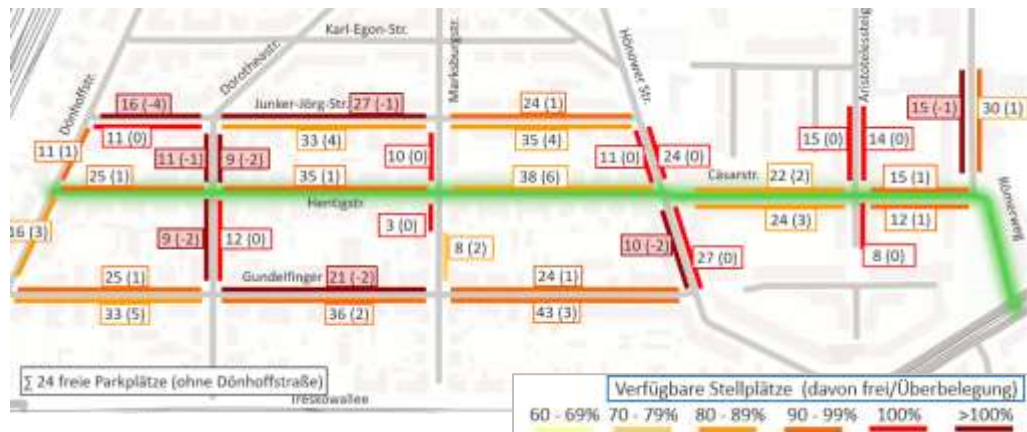 Karl-Egon-Str.
Dönhoffstr.
Dorotheastr.
Marksburgstr.
Hönower Str.
Aristotelessteig
16 (-4)
Junker-Jörg-Str.
27 (-1)
24 (1)
15 (-1)
30 (1)
11 (0)
33 (4)
35 (4)
15 (0)
14 (0)
11 (1)
11 (-1)
9 (-2)
10 (0)
11 (0)
24 (0)
25 (1)
35 (1)
38 (6)
Cäsarstr.
22 (2)
15 (1)
Hentigstr.
Römerweg
16 (3)
9 (-2)
12 (0)
3 (0)
24 (3)
12 (1)
8 (2)
10 (-2)
27 (0)
8 (0)
25 (1)
Gundelfinger
21 (-2)
24 (1)
33 (5)
36 (2)
43 (3)
∑ 24 freie Parkplätze (ohne Dönhoffstraße)
Treskowallee
Verfügbare Stellplätze (davon frei/Überbelegung)
60 - 69% 70 - 79% 80 - 89% 90 - 99% 100% >100%